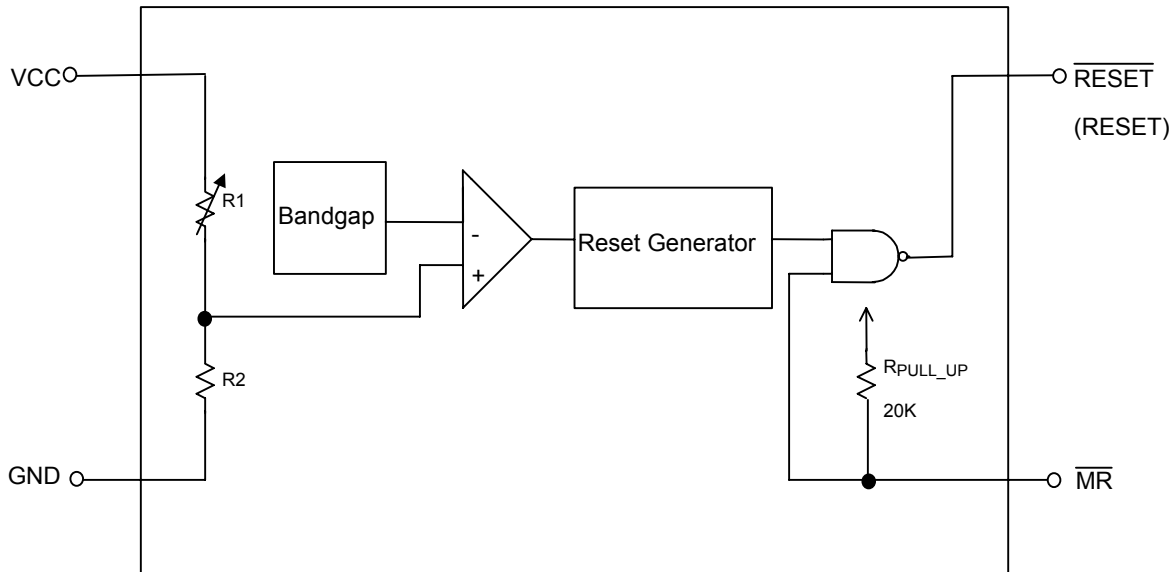 VCC
RESET
(RESET)
R1
Bandgap
-
+
Reset Generator
R2
RPULL_UP
20K
GND
MR